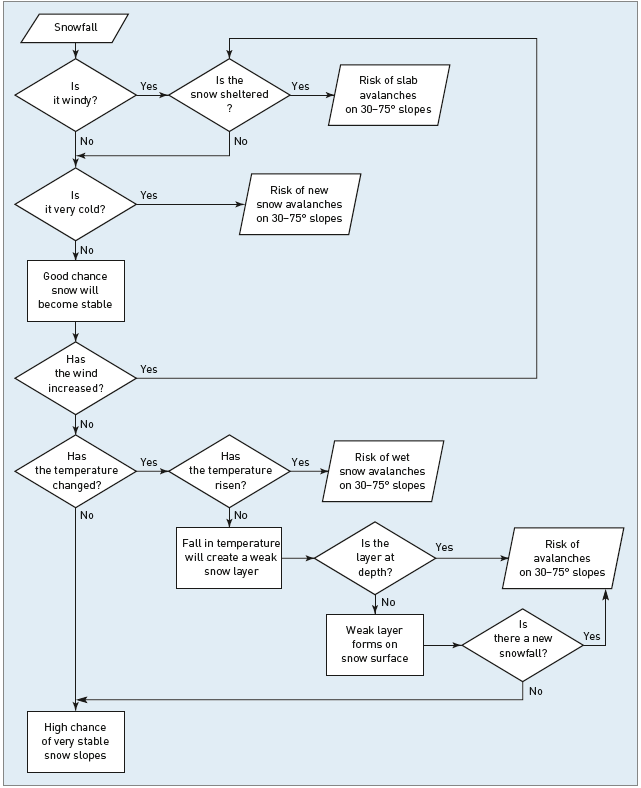 Snowfall
Is
it windy?
Yes
No
Is the
snow sheltered
?
Yes
No
Risk of slab
avalanches
on 30–75° slopes
Is
it very cold?
Yes
No
Risk of new
snow avalanches
on 30–75° slopes
Good chance
snow will
become stable
Has
the wind
increased?
Yes
No
Has
the temperature
changed?
Yes
No
Has
the temperature
risen?
Yes
No
Risk of wet
snow avalanches
on 30–75° slopes
Fall in temperature
will create a weak
snow layer
Is the
layer at
depth?
Yes
No
Risk of
avalanches
on 30–75° slopes
Weak layer
forms on
snow surface
Is
there a new
snowfall?
Yes
No
High chance
of very stable
snow slopes